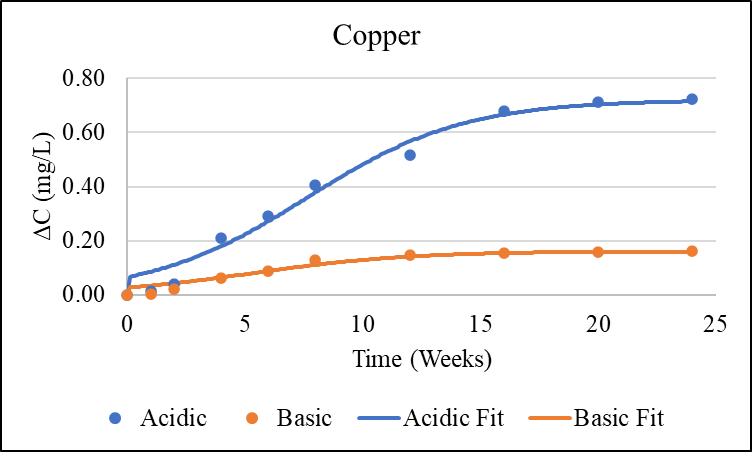 Copper
0.80
0.60
0.40
0.20
0.00
ΔC (mg/L)
0 5 10 15 20 25
Time (Weeks)
Acidic Basic Acidic Fit Basic Fit